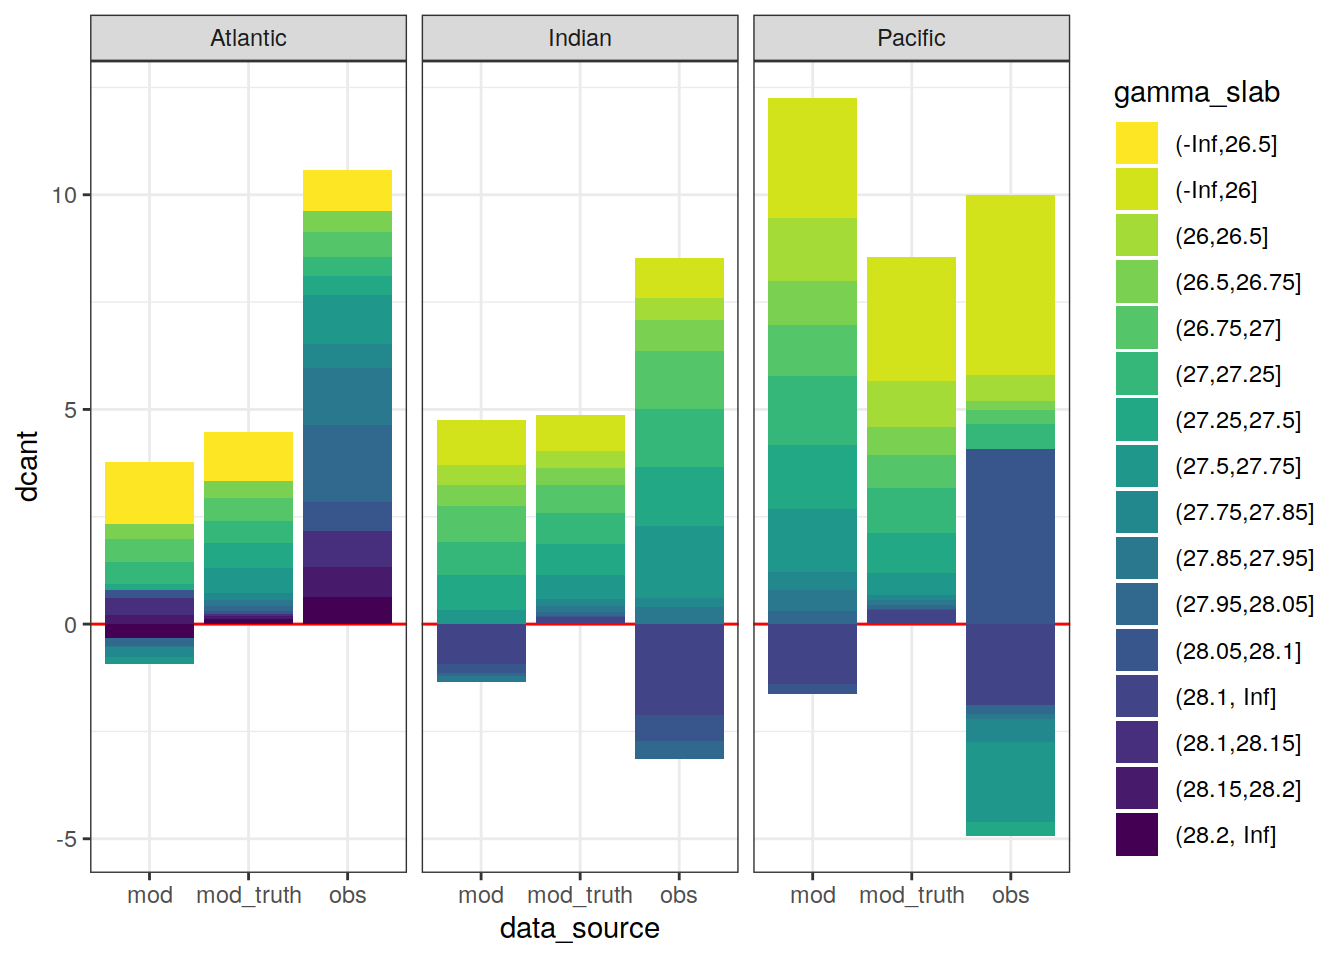 Atlantic
Indian
Pacific
dcant
10
5
0
-5
mod
mod_truth
obs
mod
mod_truth
obs
mod
mod_truth
obs
data_source
gamma_slab
(-Inf,26.5]
(-Inf,26]
(26,26.5]
(26.5,26.75]
(26.75,27]
(27,27.25]
(27.25,27.5]
(27.5,27.75]
(27.75,27.85]
(27.85,27.95]
(27.95,28.05]
(28.05,28.1]
(28.1, Inf]
(28.1,28.15]
(28.15,28.2]
(28.2, Inf]